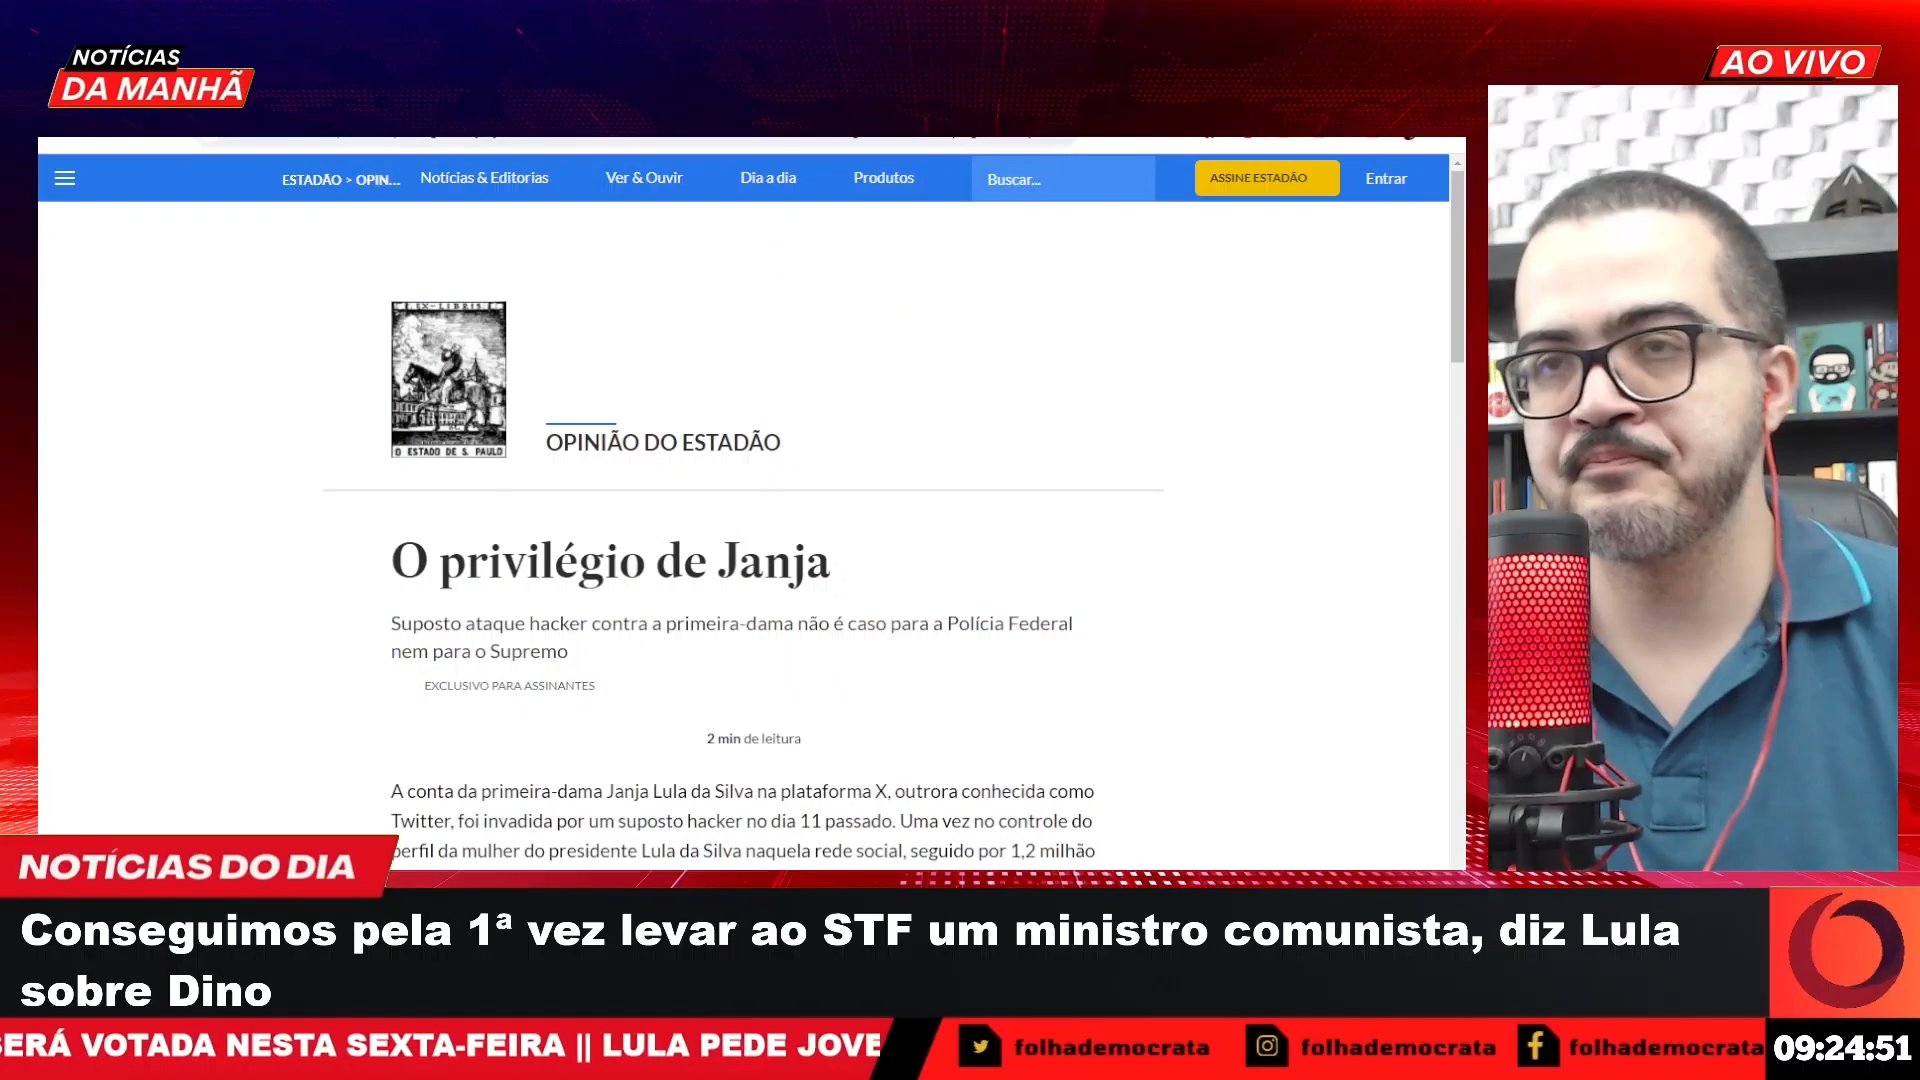 NOTÍCIAS
DA MANHÃ
AO VIVO
ESTADÃO > OPIN...
Notícias & Editorias
Ver & Ouvir
Dia a dia
Produtos
Buscar...
ASSINE ESTADÃO
Entrar
EX-LIBRIS
O ESTADO DE S. PAULO
OPINIÃO DO ESTADÃO
O privilégio de Janja
Suposto ataque hacker contra a primeira-dama não é caso para a Polícia Federal
nem para o Supremo
EXCLUSIVO PARA ASSINANTES
2 min de leitura
A conta da primeira-dama Janja Lula da Silva na plataforma X, outrora conhecida como
Twitter, foi invadida por um suposto hacker no dia 11 passado. Uma vez no controle do
perfil da mulher do presidente Lula da Silva naquela rede social, seguido por 1,2 milhão
NOTÍCIAS DO DIA
Conseguimos pela 1ª vez levar ao STF um ministro comunista, diz Lula
sobre Dino
SERÁ VOTADA NESTA SEXTA-FEIRA || LULA PEDE JOVE
folhademocrata
folhademocrata
folhademocrata
09:24:51